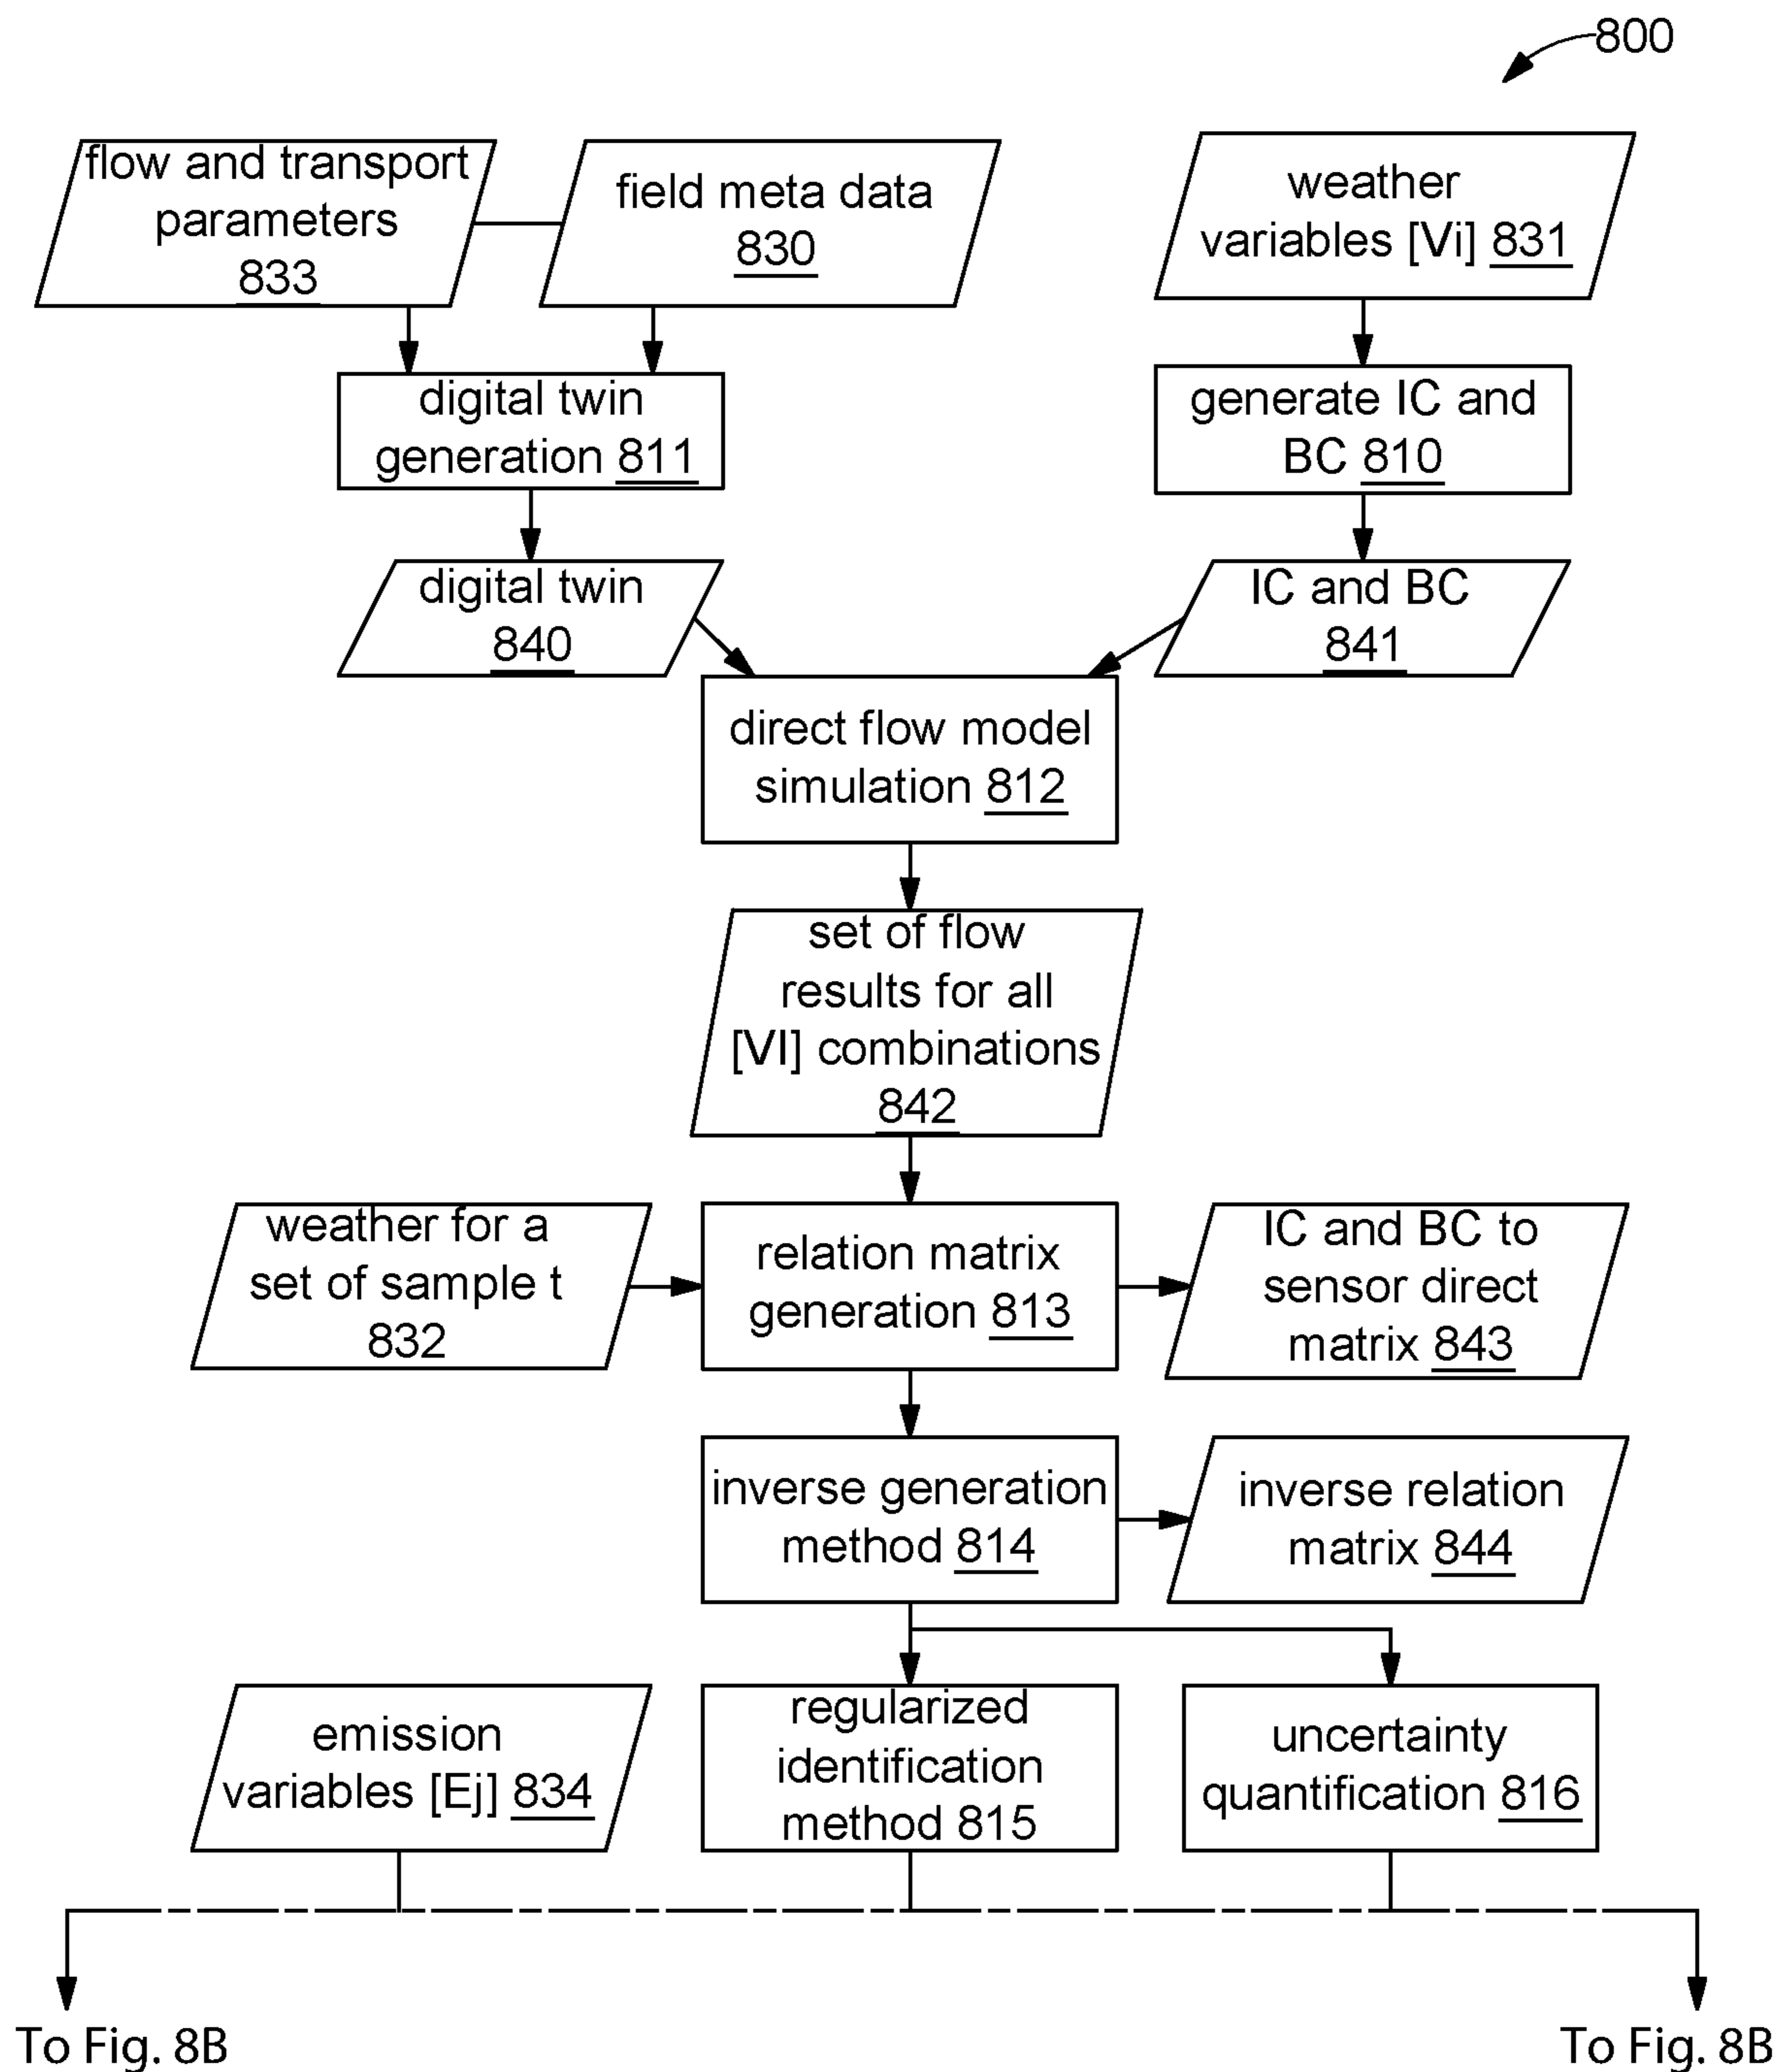 800
flow and transport
parameters
833
field meta data
830
weather
variables [Vi] 831
digital twin
generation 811
generate IC and
BC 810
digital twin
840
IC and BC
841
direct flow model
simulation 812
set of flow
results for all
[VI] combinations
842
weather for a
set of sample t
832
relation matrix
generation 813
IC and BC to
sensor direct
matrix 843
inverse generation
method 814
inverse relation
matrix 844
emission
variables [Ej] 834
regularized
identification
method 815
uncertainty
quantification 816
To Fig. 8B
To Fig. 8B